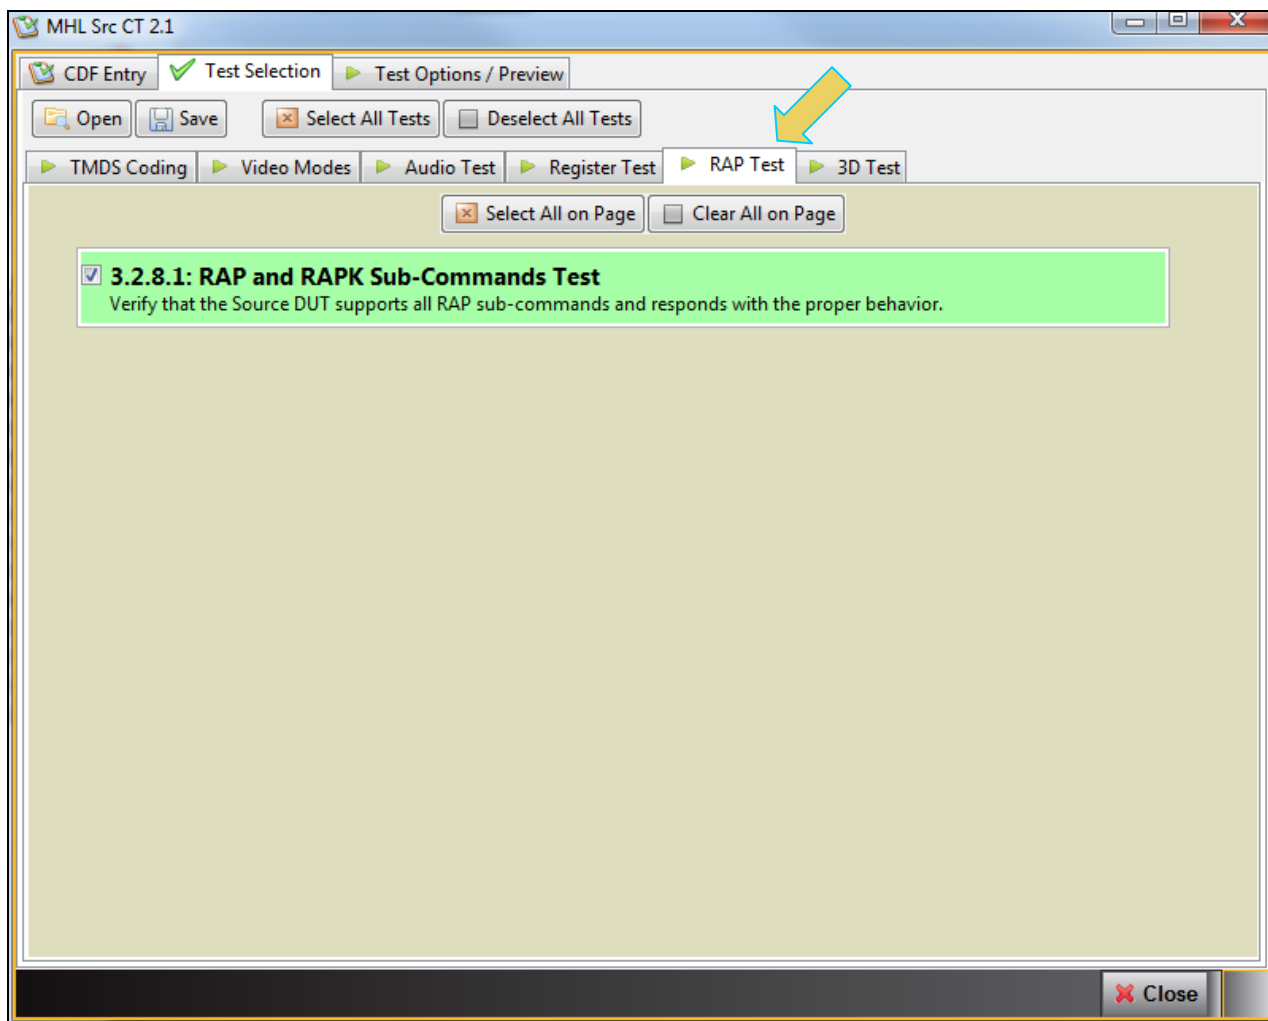 MHL Src CT 2.1
CDF Entry Test Selection Test Options / Preview
Open Save Select All Tests Deselect All Tests
TMDS Coding Video Modes Audio Test Register Test RAP Test 3D Test
Select All on Page Clear All on Page
3.2.8.1: RAP and RAPK Sub-Commands Test
Verify that the Source DUT supports all RAP sub-commands and responds with the proper behavior.
Close